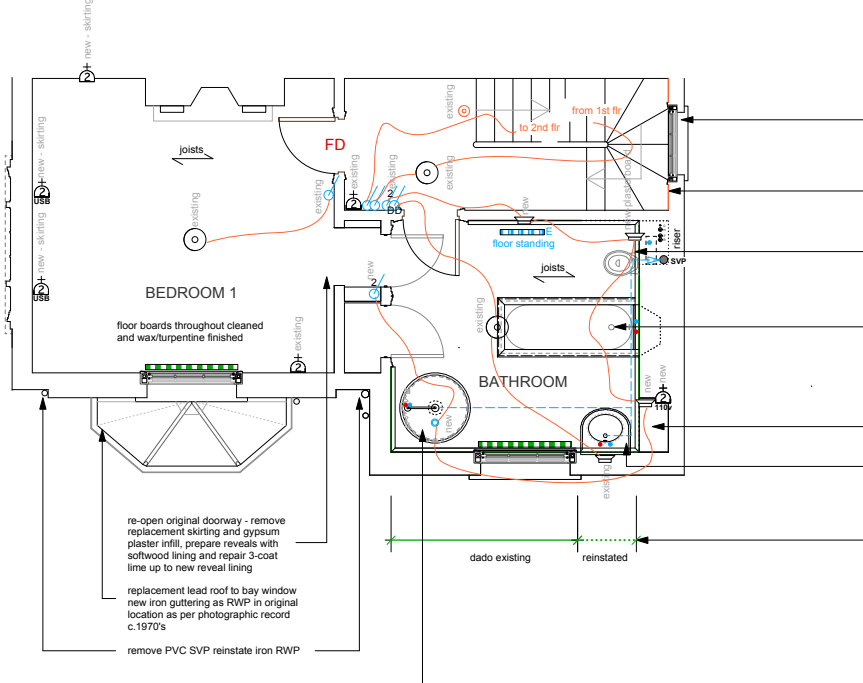 new - skirting
2
existing
from 1st flr
to 2nd flr
new - skirting
joists
FD
existing
existing
existing
2
USB
existing
2
2
DD
new plasterboard
new
existing
floor standing
E
riser
SVP
new - skirting
new
2
joists
2
USB
BEDROOM 1
floor boards throughout cleaned
and wax/turpentine finished
existing
2
existing
BATHROOM
new
new
2
110v
new
existing
re-open original doorway - remove
replacement skirting and gypsum
plaster infill, prepare reveals with
softwood lining and repair 3-coat
lime up to new reveal lining
dado existing
reinstated
replacement lead roof to bay window
new iron guttering as RWP in original
location as per photographic record
c.1970's
remove PVC SVP reinstate iron RWP